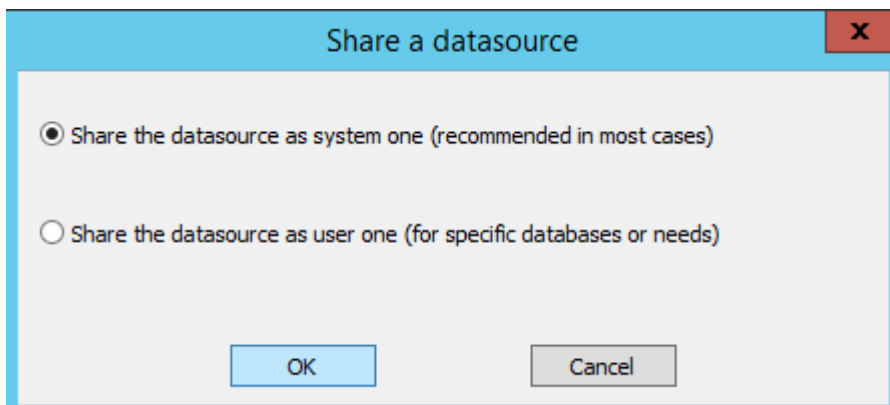 Share a datasource
x
Share the datasource as system one (recommended in most cases)
Share the datasource as user one (for specific databases or needs)
OK Cancel